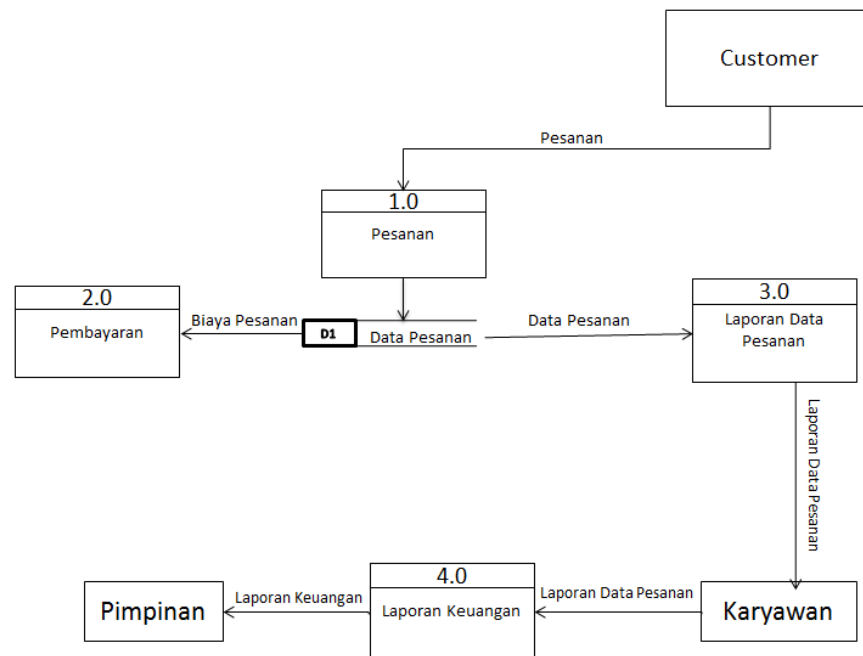 Customer
Pesanan
1.0
Pesanan
2.0
Pembayaran
Biaya Pesanan
D1
Data Pesanan
Data Pesanan
3.0
Laporan Data
Pesanan
Laporan Data Pesanan
Pimpinan
Laporan Keuangan
4.0
Laporan Keuangan
Laporan Data Pesanan
Karyawan